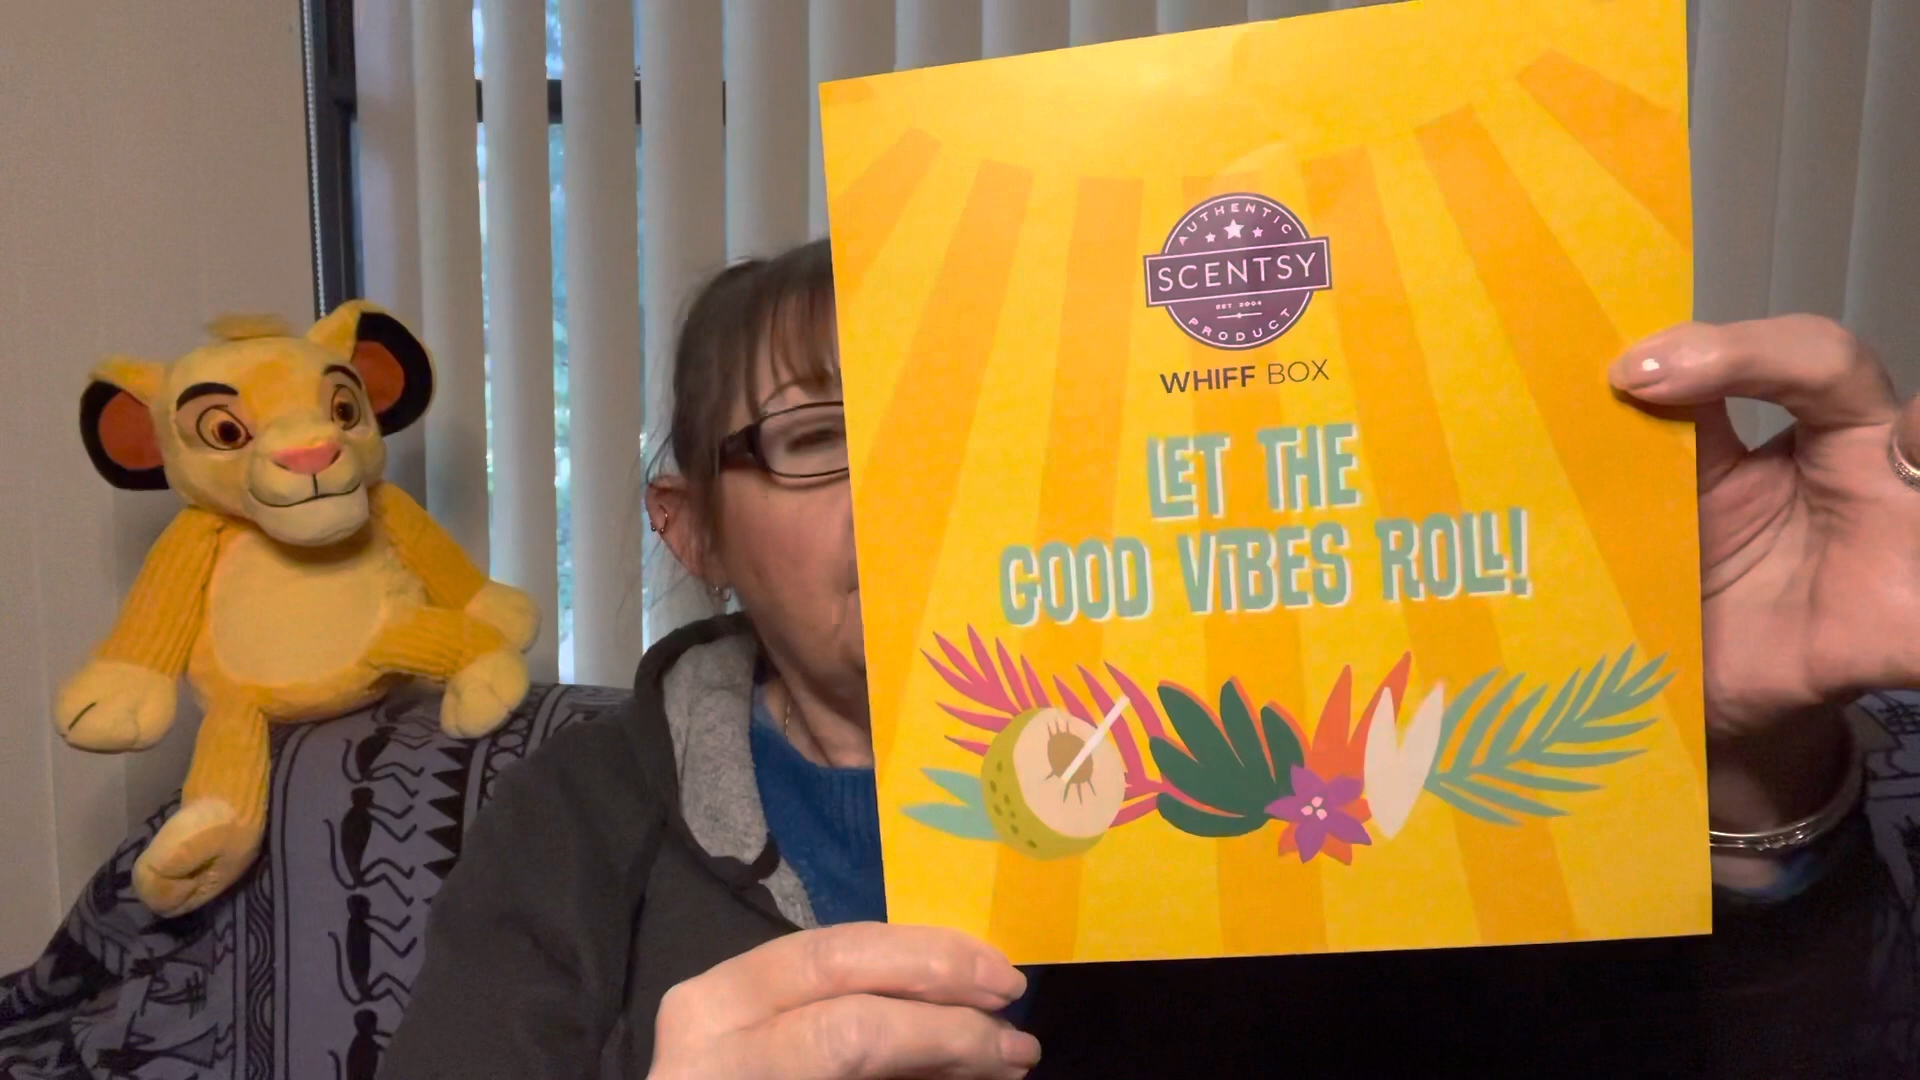 AUTHENTIC
SCENTSY
EST 2004
PRODUCT
WHIFF BOX
LET THE
GOOD VIBES ROLL!